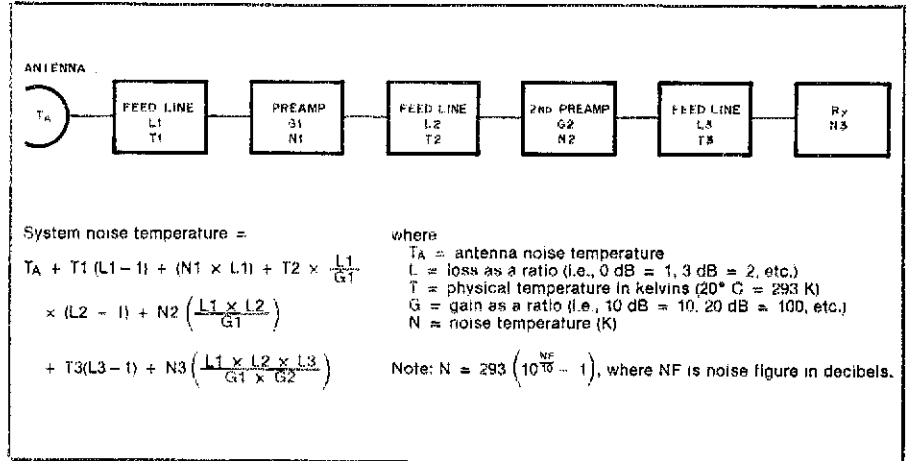 ANTENNA
TA
FEED LINE
L1
T1
PREAMP
G1
N1
FEED LINE
L2
T2
2ND PREAMP
G2
N2
FEED LINE
L3
T3
Ry
N3
System noise temperature =
TA + T1 (L1 – 1) + (N1 × L1) + T2 × L1/G1
× (L2 – 1) + N2 (L1 × L2 / G1)
+ T3(L3 – 1) + N3 (L1 × L2 × L3 / G1 × G2)
where
TA = antenna noise temperature
L = loss as a ratio (i.e., 0 dB = 1, 3 dB = 2, etc.)
T = physical temperature in kelvins (20° C = 293 K)
G = gain as a ratio (i.e., 10 dB = 10, 20 dB = 100, etc.)
N = noise temperature (K)
Note: N = 293 (10^(NF/10) – 1), where NF is noise figure in decibels.